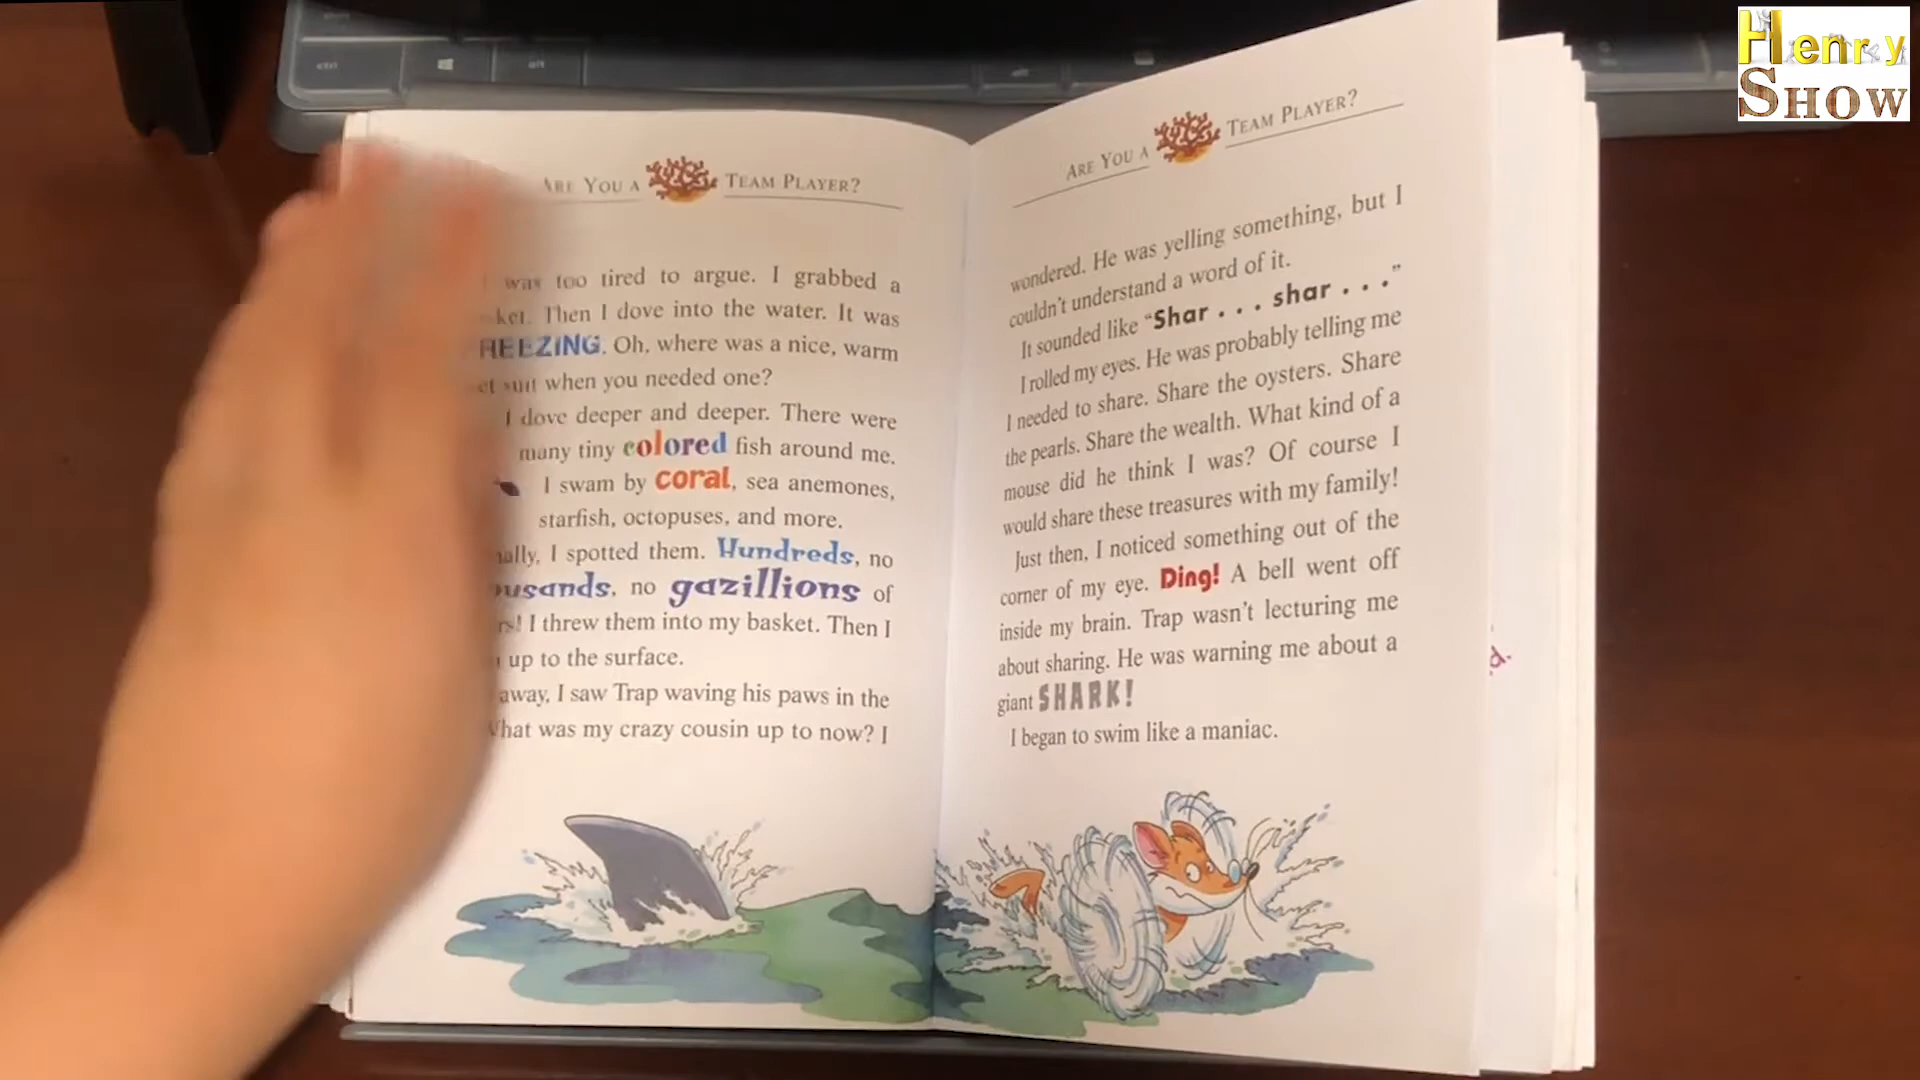 ARE YOU A TEAM PLAYER?
was too tired to argue. I grabbed a
Then I dove into the water. It was
Oh, where was a nice, warm
suit when you needed one?
I dove deeper and deeper. There were
many tiny colored fish around me.
I swam by coral, sea anemones,
starfish, octopuses, and more.
I spotted them. Hundreds, no
no gazillions of
I threw them into my basket. Then I
up to the surface.
away, I saw Trap waving his paws in the
What was my crazy cousin up to now? I
ARE YOU A TEAM PLAYER?
wondered. He was yelling something, but I
couldn't understand a word of it.
It sounded like “Shar . . . shar . . .”
I rolled my eyes. He was probably telling me
I needed to share. Share the oysters. Share
the pearls. Share the wealth. What kind of a
mouse did he think I was? Of course I
would share these treasures with my family!
Just then, I noticed something out of the
corner of my eye. Ding! A bell went off
inside my brain. Trap wasn't lecturing me
about sharing. He was warning me about a
giant SHARK!
I began to swim like a maniac.
Henry
SHOW
ctrl
alt
alt